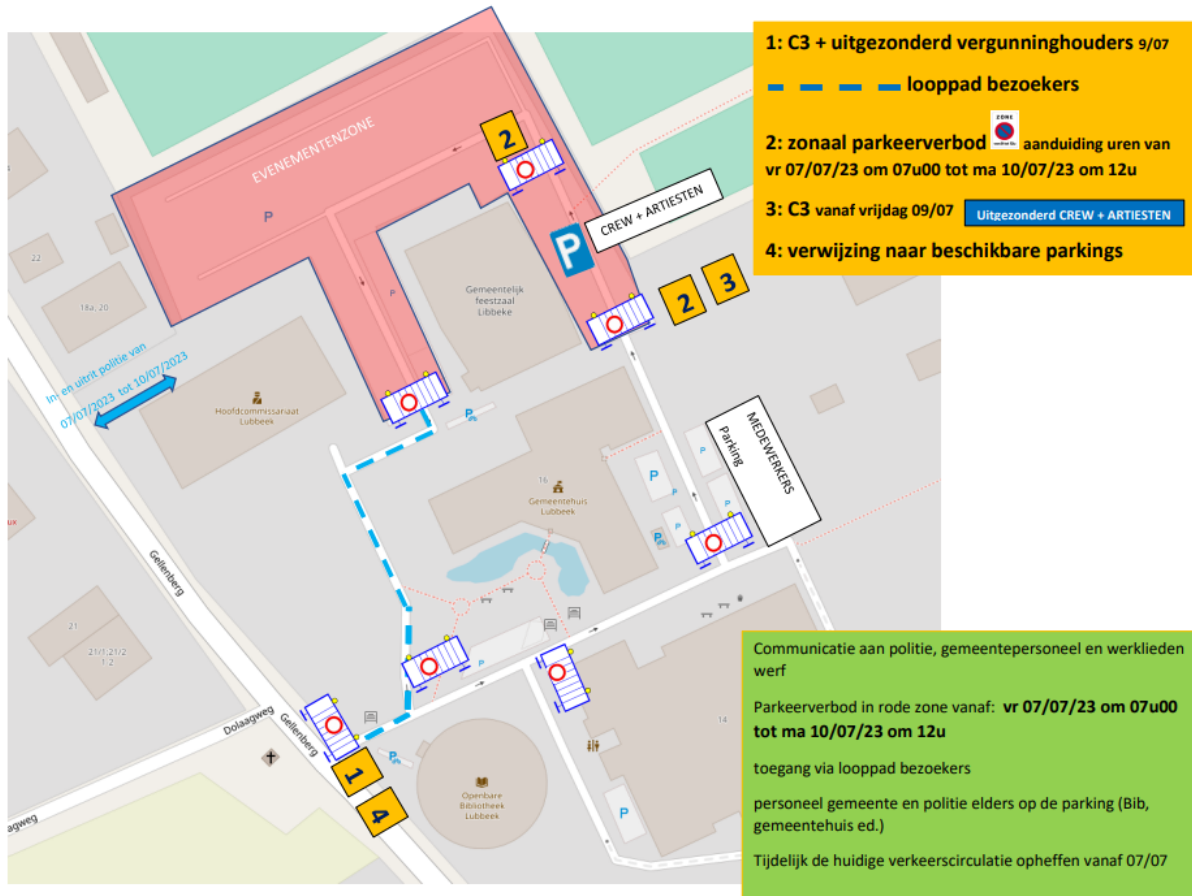 1: C3 + uitgezonderd vergunninghouders 9/07
looppad bezoekers
2: zonaal parkeerverbod ZONE aanduiding uren van
vr 07/07/23 om 07u00 tot ma 10/07/23 om 12u
3: C3 vanaf vrijdag 09/07 Uitgezonderd CREW + ARTIESTEN
4: verwijzing naar beschikbare parkings
EVENEMENTENZONE
P
2
CREW + ARTIESTEN
P
22
18a, 20
P
Gemeentelijk
feestzaal
Libbeke
2
3
In- en uitrit politie van
07/07/2023 tot 10/07/2023
Hoofdcommissariaat
Lubbeek
P
MEDEWERKERS
Parking
P
P
P
P
P
P
16
Gemeentehuis
Lubbeek
ux
Gellenberg
21
21/1,21/2
1 2
P
Dolaagweg
Gellenberg
14
P
1
4
Openbare
Bibliotheek
Lubbeek
P
aagweg
Communicatie aan politie, gemeentepersoneel en werklieden
werf
Parkeerverbod in rode zone vanaf: vr 07/07/23 om 07u00
tot ma 10/07/23 om 12u
toegang via looppad bezoekers
personeel gemeente en politie elders op de parking (Bib,
gemeentehuis ed.)
Tijdelijk de huidige verkeerscirculatie opheffen vanaf 07/07